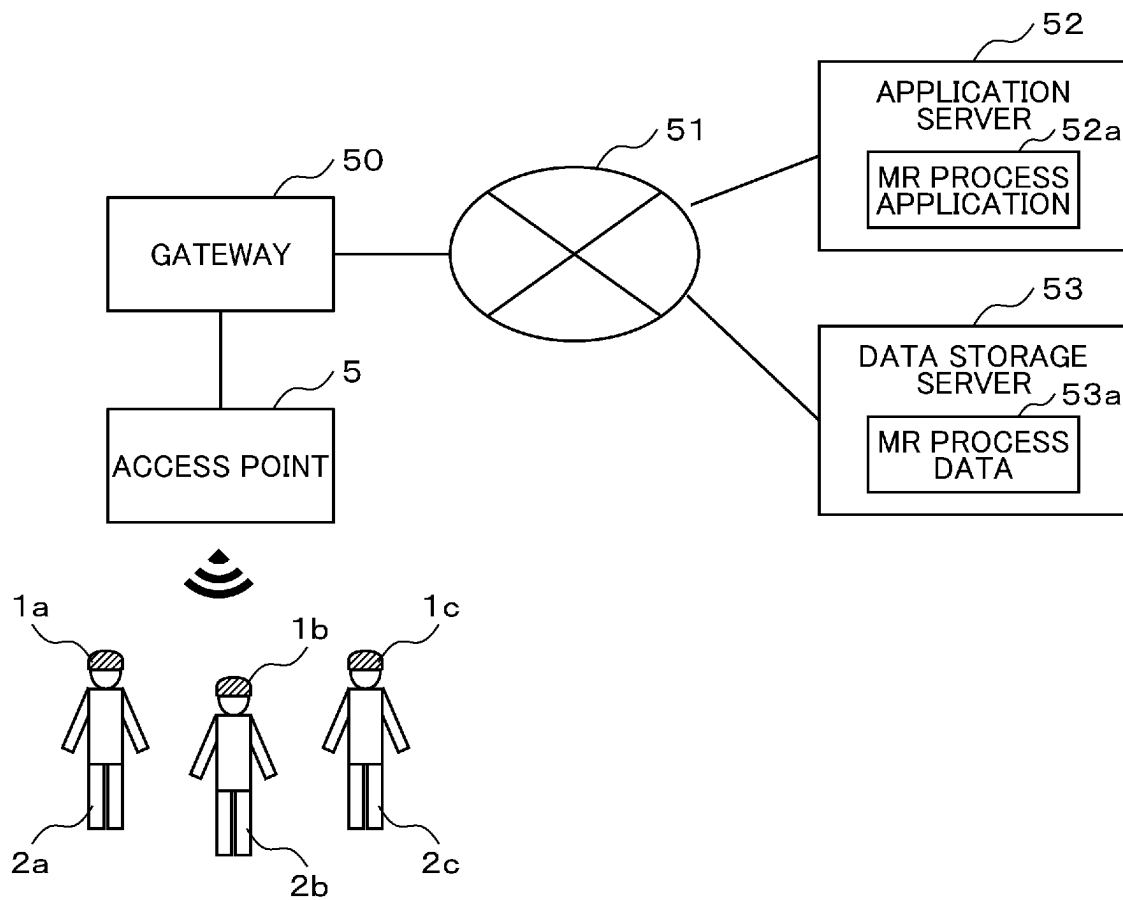 52
APPLICATION
SERVER
52a
MR PROCESS
APPLICATION
51
50
GATEWAY
53
DATA STORAGE
SERVER
53a
MR PROCESS
DATA
5
ACCESS POINT
1a
1b
1c
2a
2b
2c